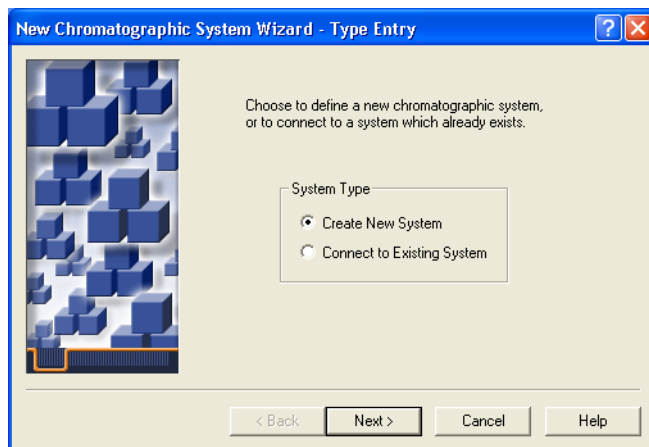 New Chromatographic System Wizard - Type Entry
Choose to define a new chromatographic system,
or to connect to a system which already exists.
System Type
Create New System
Connect to Existing System
< Back
Next >
Cancel
Help